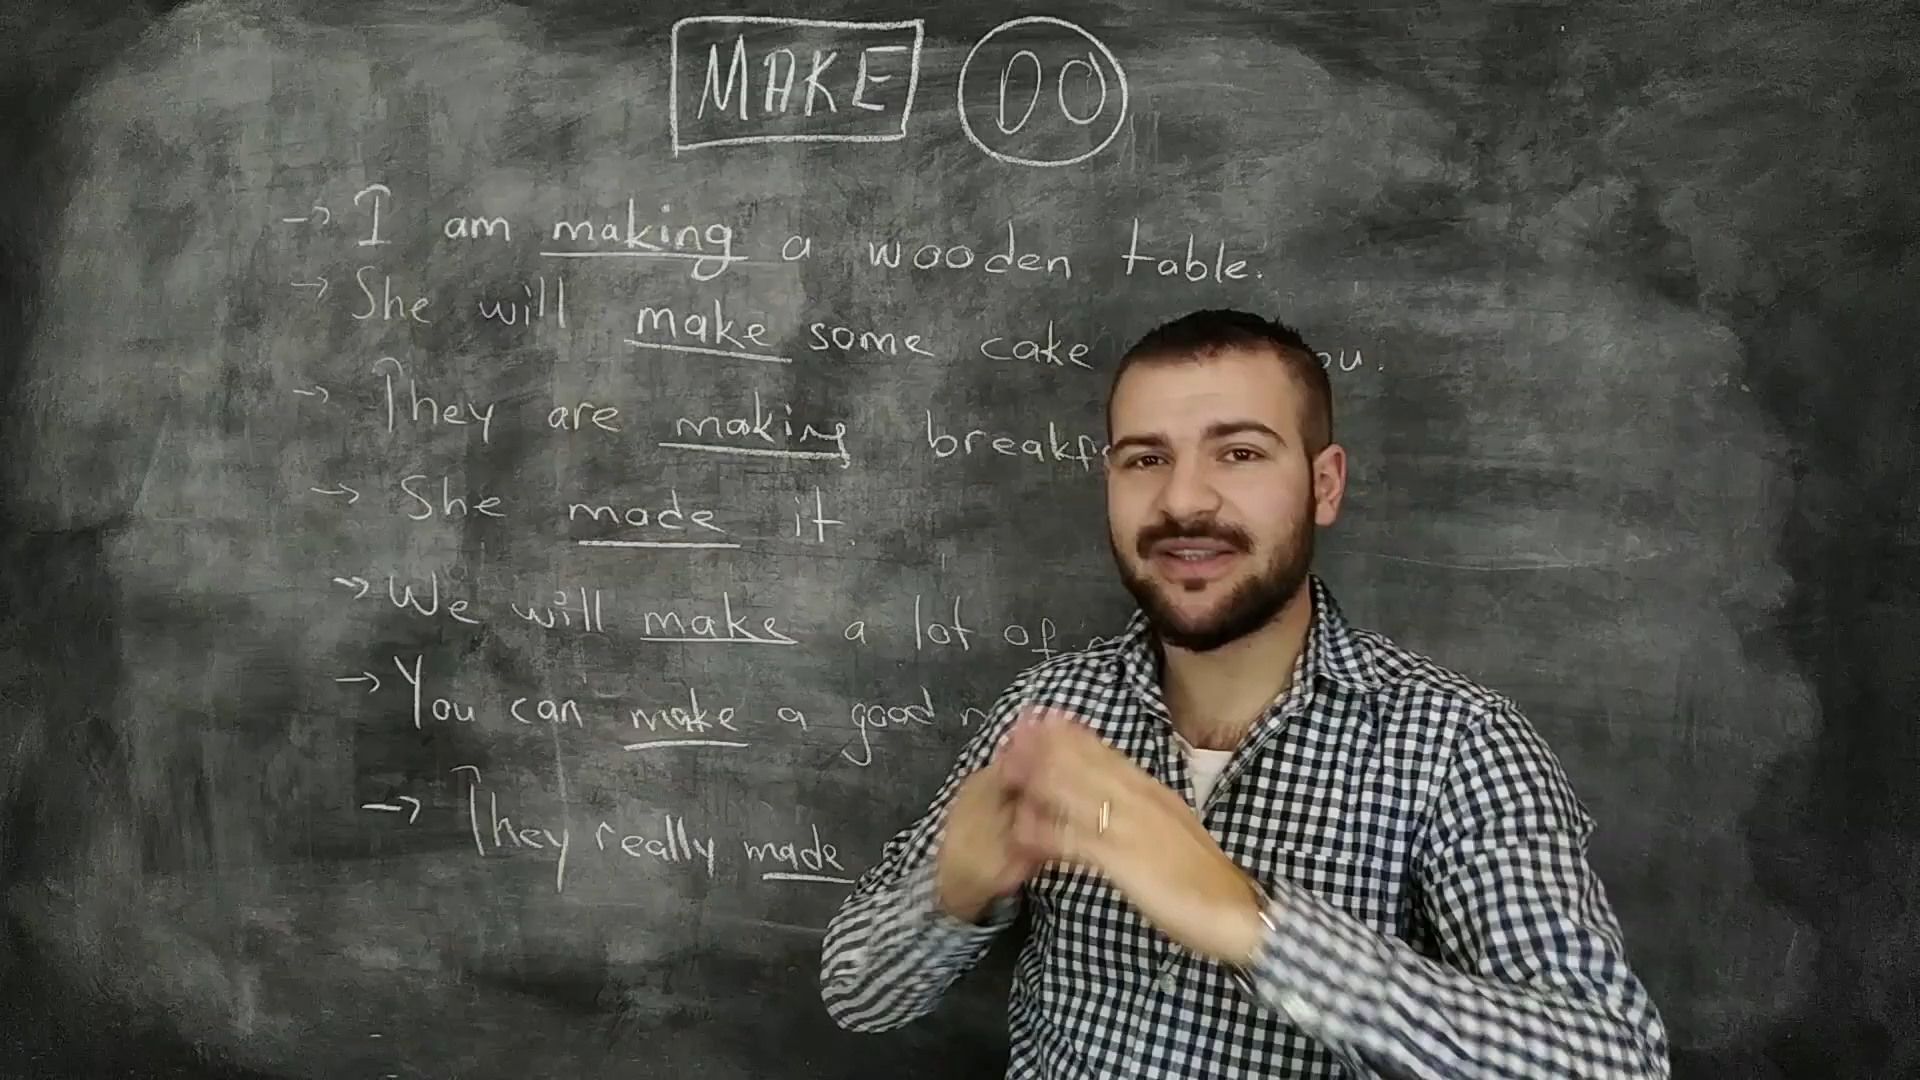 MAKE DO
→ I am making a wooden table.
→ She will make some cake
→ They are making
→ She made it.
→ We will make a lot of
→ You can make a good
→ They really made